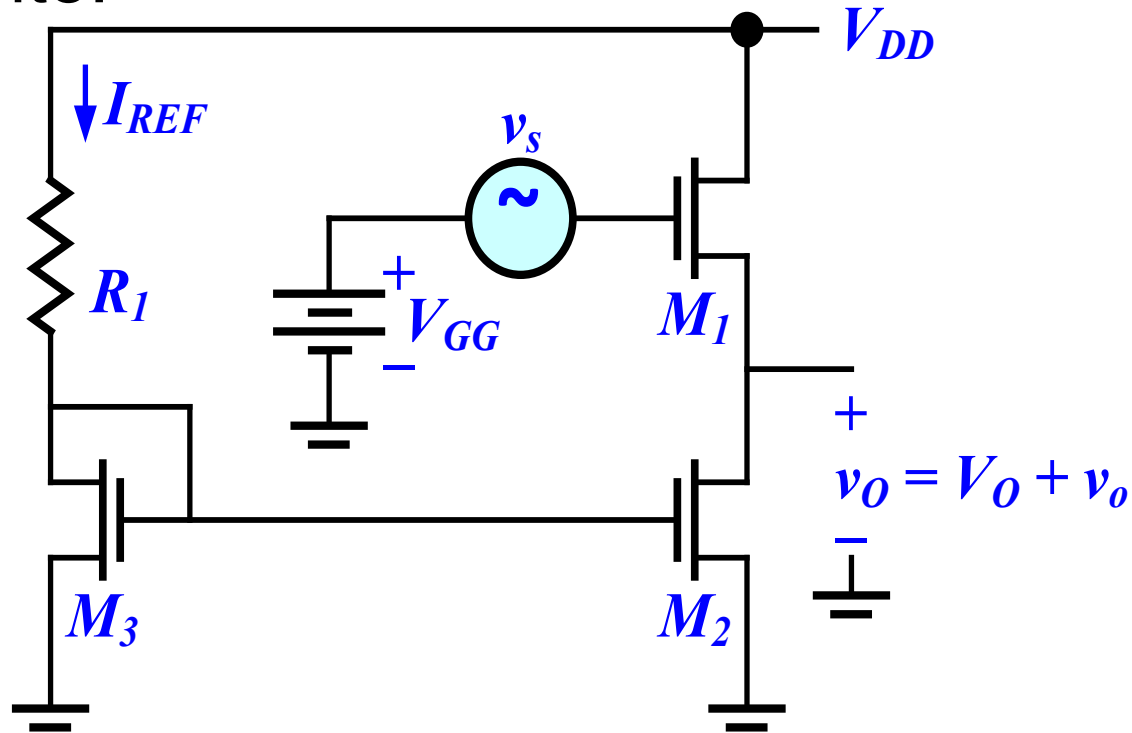 V_DD
I_REF
v_s
~
R_1
+
V_GG
−
M_1
+
v_O = V_O + v_o
−
M_3
M_2